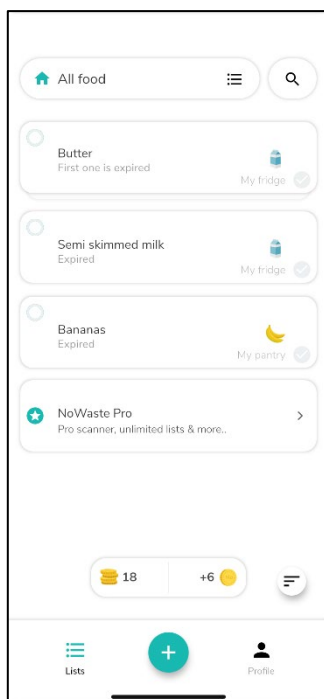 All food
Butter
First one is expired
My fridge
Semi skimmed milk
Expired
My fridge
Bananas
Expired
My pantry
NoWaste Pro
Pro scanner, unlimited lists & more..
18
+6
Lists
Profile